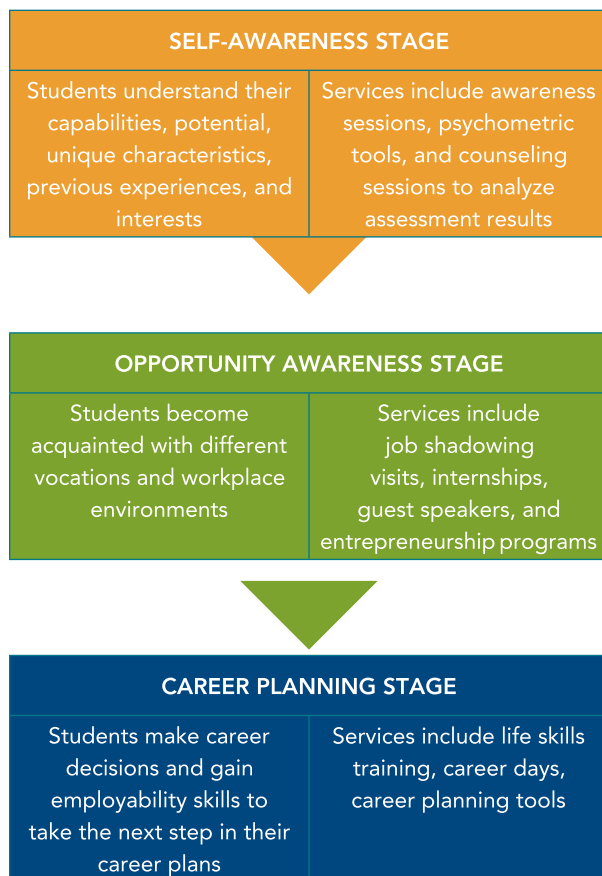 SELF-AWARENESS STAGE
Students understand their
capabilities, potential,
unique characteristics,
previous experiences, and
interests
Services include awareness
sessions, psychometric
tools, and counseling
sessions to analyze
assessment results
OPPORTUNITY AWARENESS STAGE
Students become
acquainted with different
vocations and workplace
environments
Services include
job shadowing
visits, internships,
guest speakers, and
entrepreneurship programs
CAREER PLANNING STAGE
Students make career
decisions and gain
employability skills to
take the next step in their
career plans
Services include life skills
training, career days,
career planning tools